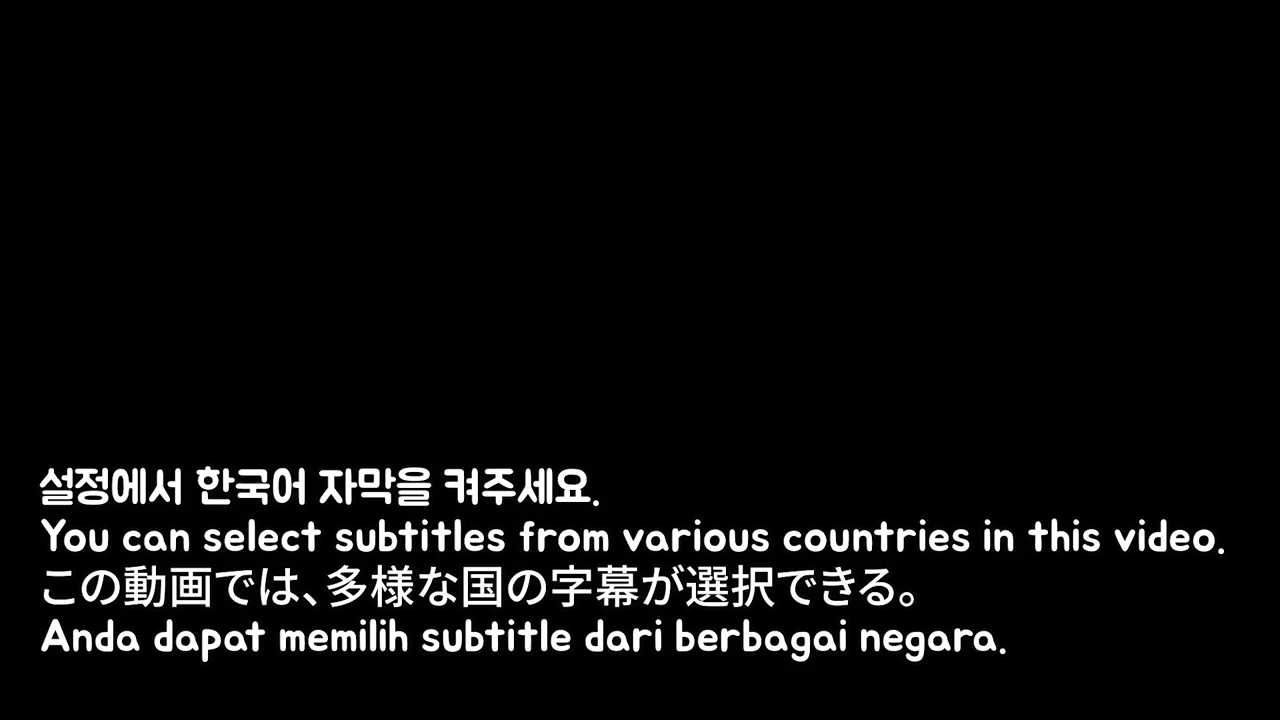 설정에서 한국어 자막을 켜주세요.
You can select subtitles from various countries in this video.
この動画では、多様な国の字幕が選択できる。
Anda dapat memilih subtitle dari berbagai negara.